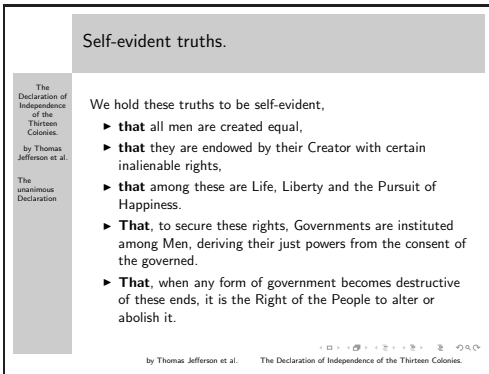 Self-evident truths.
The
Declaration of
Independence
of the
Thirteen
Colonies.
by Thomas
Jefferson et al.
The
unanimous
Declaration
We hold these truths to be self-evident,
that all men are created equal,
that they are endowed by their Creator with certain
inalienable rights,
that among these are Life, Liberty and the Pursuit of
Happiness.
That, to secure these rights, Governments are instituted
among Men, deriving their just powers from the consent of
the governed.
That, when any form of government becomes destructive
of these ends, it is the Right of the People to alter or
abolish it.
by Thomas Jefferson et al. The Declaration of Independence of the Thirteen Colonies.